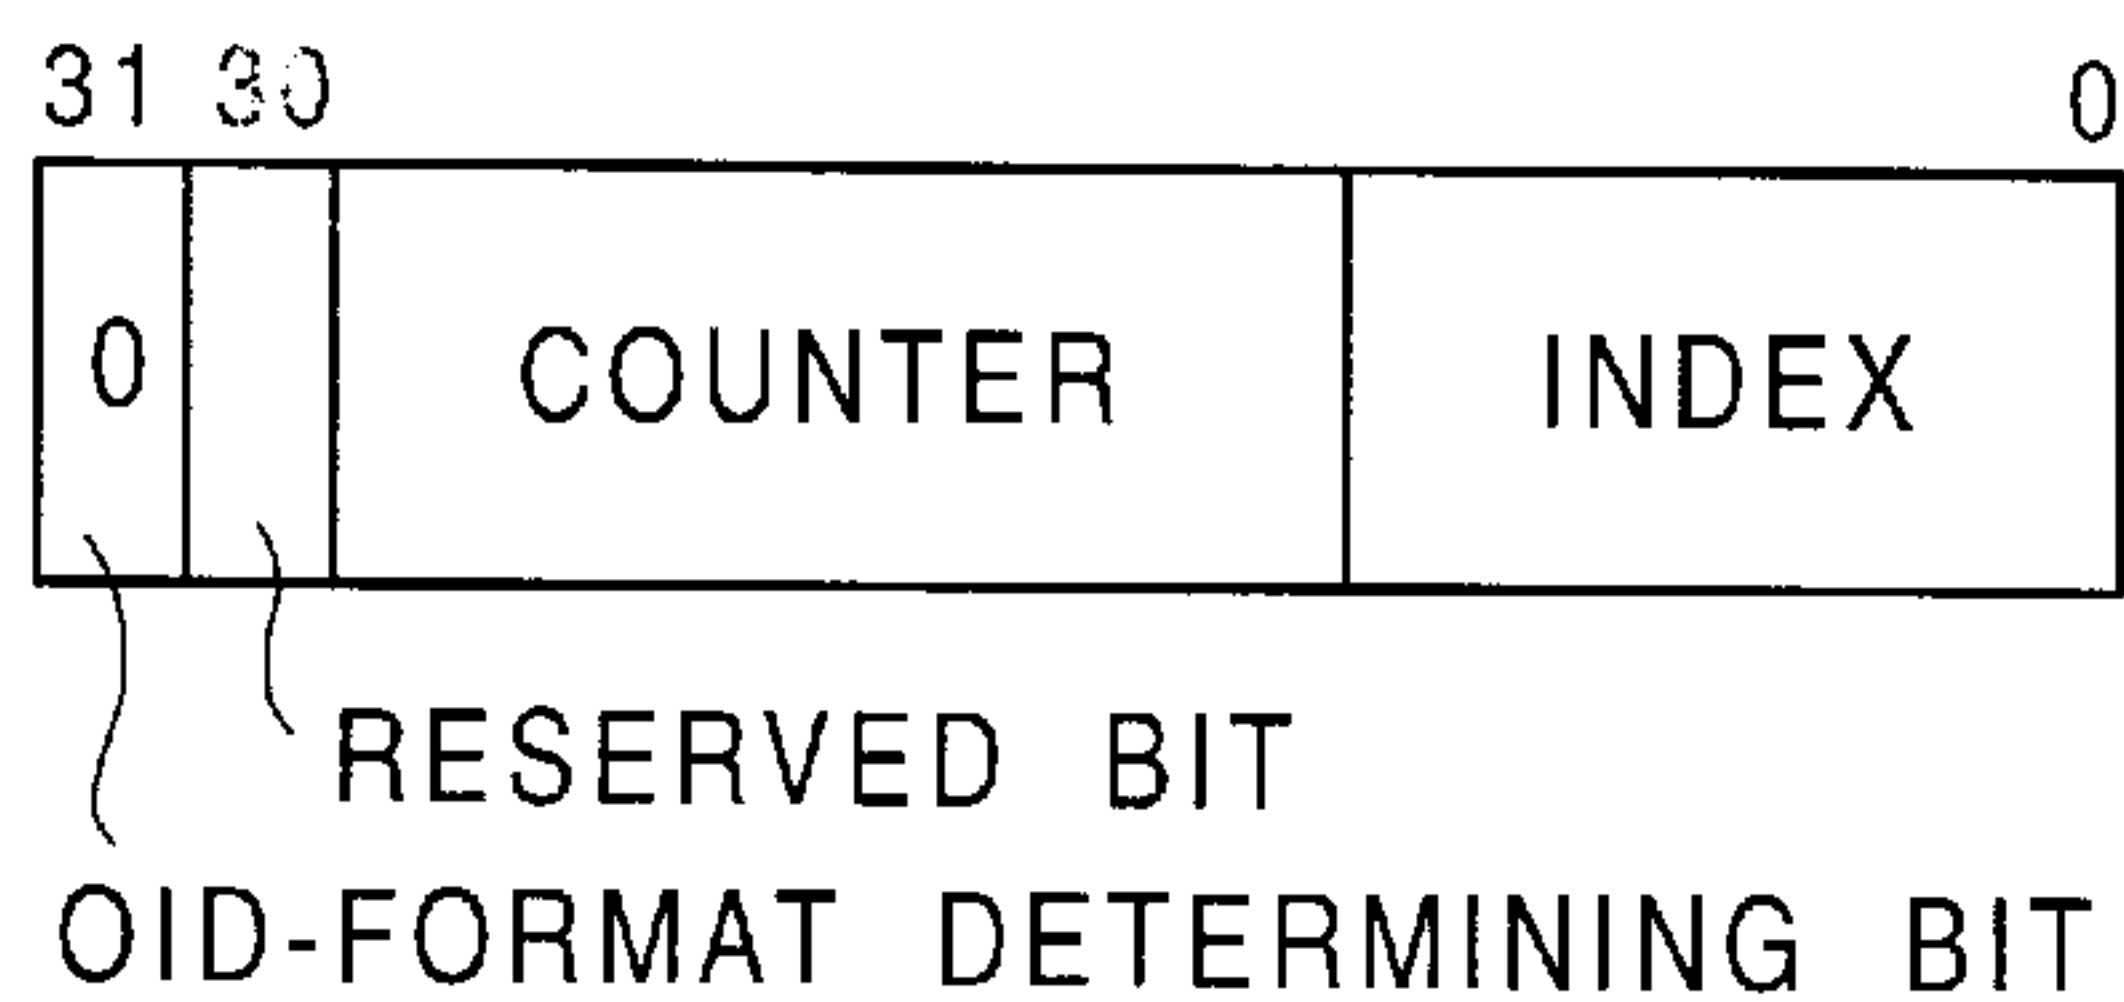 31 30 0
0 COUNTER INDEX
RESERVED BIT
OID-FORMAT DETERMINING BIT